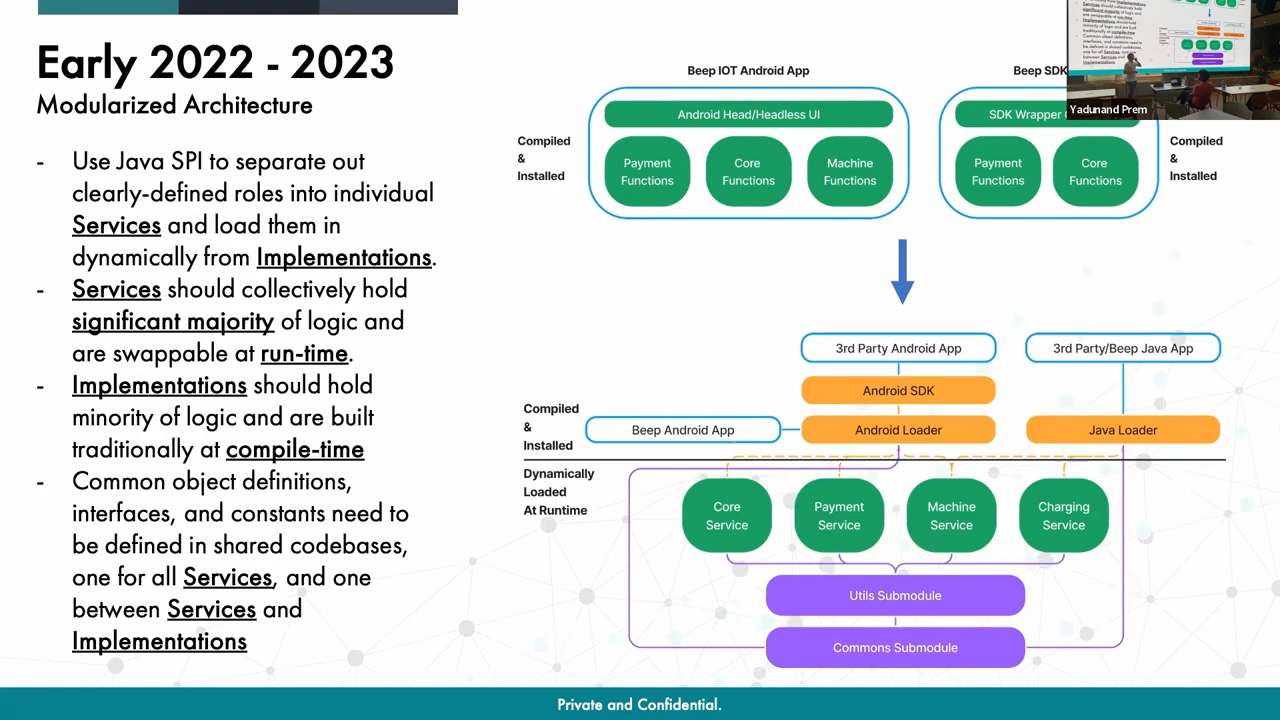 Early 2022 - 2023
Modularized Architecture
- Use Java SPI to separate out
clearly-defined roles into individual
Services and load them in
dynamically from Implementations.
- Services should collectively hold
significant majority of logic and
are swappable at run-time.
- Implementations should hold
minority of logic and are built
traditionally at compile-time
- Common object definitions,
interfaces, and constants need to
be defined in shared codebases,
one for all Services, and one
between Services and
Implementations
Beep IOT Android App
Compiled
&
Installed
Android Head/Headless UI
Payment
Functions
Core
Functions
Machine
Functions
Beep SDK
SDK Wrapper
Payment
Functions
Core
Functions
Compiled
&
Installed
Yadunand Prem
3rd Party Android App
3rd Party/Beep Java App
Android SDK
Compiled
&
Installed
Beep Android App
Android Loader
Java Loader
Dynamically
Loaded
At Runtime
Core
Service
Payment
Service
Machine
Service
Charging
Service
Utils Submodule
Commons Submodule
Private and Confidential.